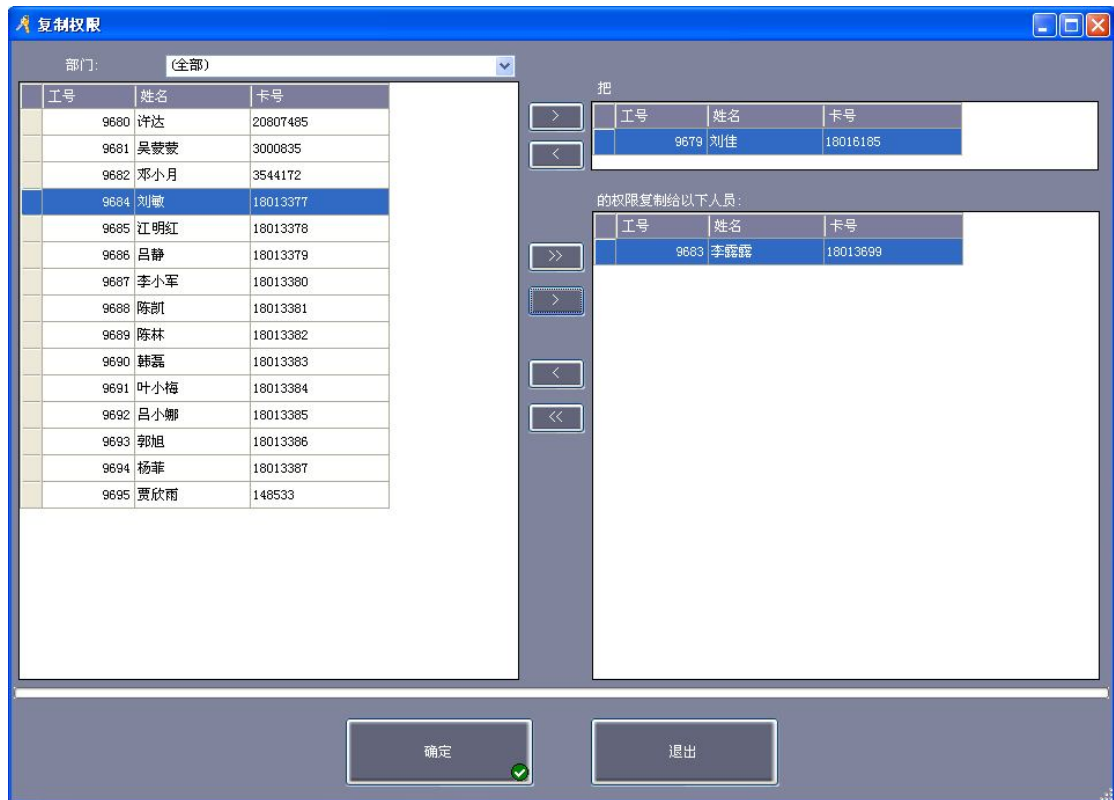 复制权限
部门: (全部)
工号 姓名 卡号
9680 许达 20807485
9681 吴蒙蒙 3000835
9682 邓小月 3544172
9684 刘敏 18013377
9685 江明红 18013378
9686 吕静 18013379
9687 李小军 18013380
9688 陈凯 18013381
9689 陈林 18013382
9690 韩磊 18013383
9691 叶小梅 18013384
9692 吕小娜 18013385
9693 郭旭 18013386
9694 杨菲 18013387
9695 贾欣雨 148533
>
<
>>
>
<
<<
把
工号 姓名 卡号
9679 刘佳 18016185
的权限复制给以下人员:
工号 姓名 卡号
9683 李露露 18013699
确定
退出